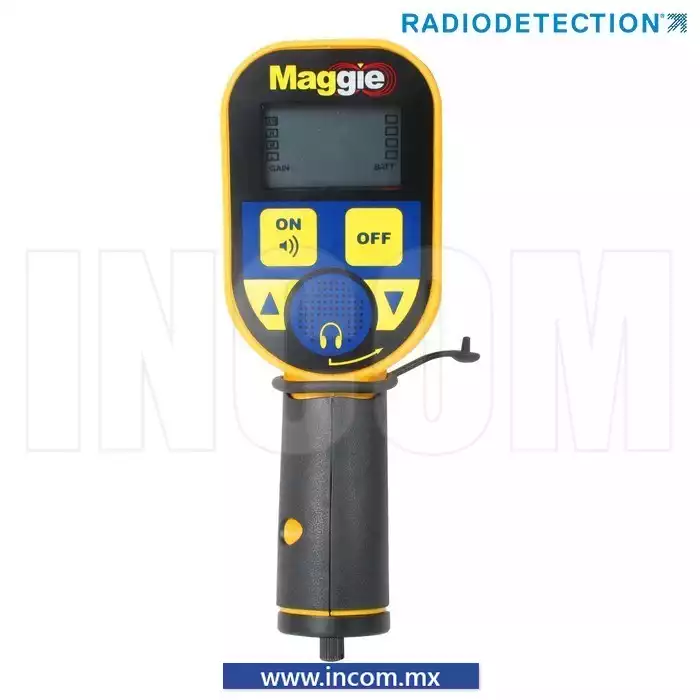 RADIODETECTION®
Maggie
GAIN BATT
ON OFF
INCOM
www.incom.mx